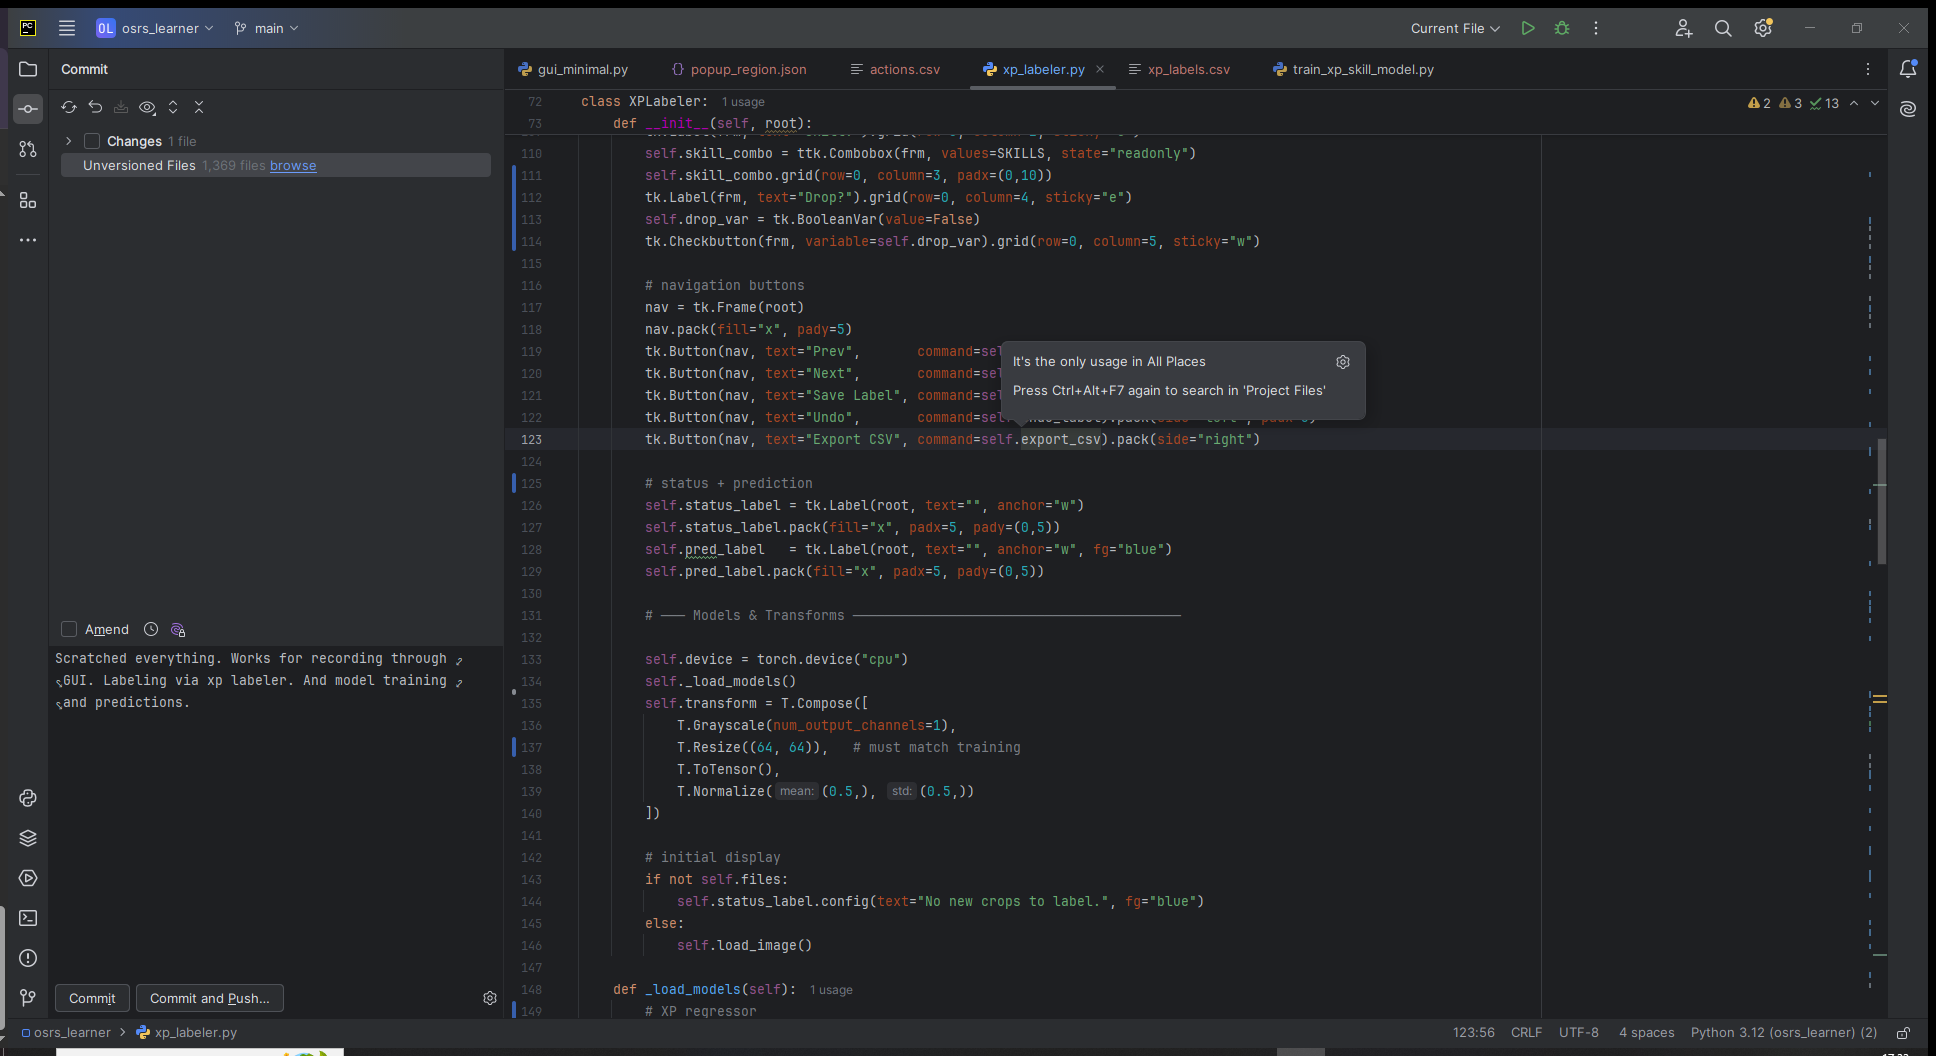 PC
OL osrs_learner
main
Current File
Commit
gui_minimal.py
popup_region.json
actions.csv
xp_labeler.py
xp_labels.csv
train_xp_skill_model.py
Changes 1 file
Unversioned Files 1,369 files browse
Amend
Scratched everything. Works for recording through
GUI. Labeling via xp labeler. And model training
and predictions.
Commit
Commit and Push...
2 3 13
72 class XPLabeler: 1 usage
73 def __init__(self, root):
110 self.skill_combo = ttk.Combobox(frm, values=SKILLS, state="readonly")
111 self.skill_combo.grid(row=0, column=3, padx=(0,10))
112 tk.Label(frm, text="Drop?").grid(row=0, column=4, sticky="e")
113 self.drop_var = tk.BooleanVar(value=False)
114 tk.Checkbutton(frm, variable=self.drop_var).grid(row=0, column=5, sticky="w")
115
116 # navigation buttons
117 nav = tk.Frame(root)
118 nav.pack(fill="x", pady=5)
119 tk.Button(nav, text="Prev", command=sel
120 tk.Button(nav, text="Next", command=sel
121 tk.Button(nav, text="Save Label", command=sel
122 tk.Button(nav, text="Undo", command=sel
It's the only usage in All Places
Press Ctrl+Alt+F7 again to search in 'Project Files'
123 tk.Button(nav, text="Export CSV", command=self.export_csv).pack(side="right")
124
125 # status + prediction
126 self.status_label = tk.Label(root, text="", anchor="w")
127 self.status_label.pack(fill="x", padx=5, pady=(0,5))
128 self.pred_label = tk.Label(root, text="", anchor="w", fg="blue")
129 self.pred_label.pack(fill="x", padx=5, pady=(0,5))
130
131 # ─── Models & Transforms ─────────────────────────────────────────
132
133 self.device = torch.device("cpu")
134 self._load_models()
135 self.transform = T.Compose([
136 T.Grayscale(num_output_channels=1),
137 T.Resize((64, 64)), # must match training
138 T.ToTensor(),
139 T.Normalize( mean: (0.5,), std: (0.5,))
140 ])
141
142 # initial display
143 if not self.files:
144 self.status_label.config(text="No new crops to label.", fg="blue")
145 else:
146 self.load_image()
147
148 def _load_models(self): 1 usage
149 # XP regressor
osrs_learner > xp_labeler.py
123:56 CRLF UTF-8 4 spaces Python 3.12 (osrs_learner) (2)